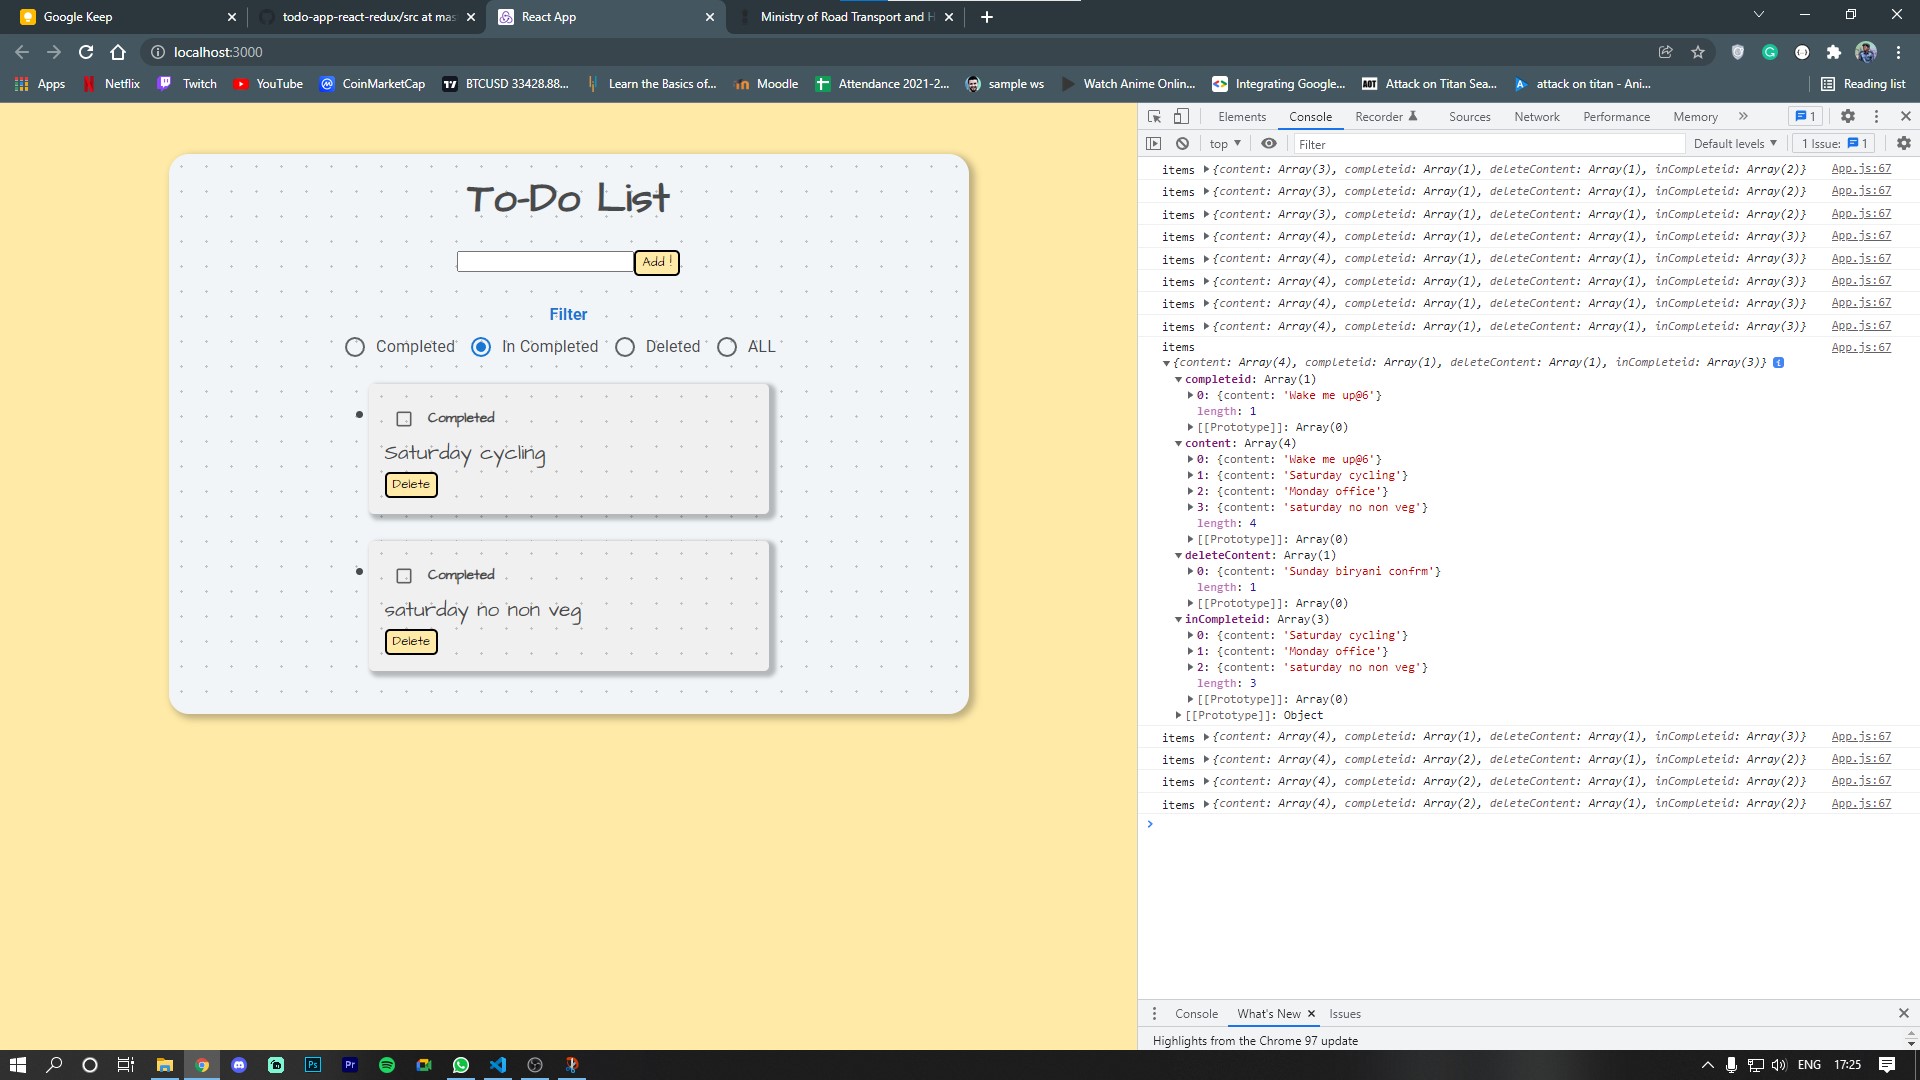 Google Keep
todo-app-react-redux/src at mas
React App
Ministry of Road Transport and H
localhost:3000
Apps
Netflix
Twitch
YouTube
CoinMarketCap
BTCUSD 33428.88...
Learn the Basics of...
Moodle
Attendance 2021-2...
sample ws
Watch Anime Onlin...
Integrating Google...
Attack on Titan Sea...
attack on titan - Ani...
Reading list
To-Do List
Add !
Filter
Completed
In Completed
Deleted
ALL
Completed
Saturday cycling
Delete
Completed
saturday no non veg
Delete
Elements
Console
Recorder
Sources
Network
Performance
Memory
1
top
Filter
Default levels
1 Issue: 1
items {content: Array(3), completeid: Array(1), deleteContent: Array(1), inCompleteid: Array(2)} App.js:67
items {content: Array(3), completeid: Array(1), deleteContent: Array(1), inCompleteid: Array(2)} App.js:67
items {content: Array(3), completeid: Array(1), deleteContent: Array(1), inCompleteid: Array(2)} App.js:67
items {content: Array(4), completeid: Array(1), deleteContent: Array(1), inCompleteid: Array(3)} App.js:67
items {content: Array(4), completeid: Array(1), deleteContent: Array(1), inCompleteid: Array(3)} App.js:67
items {content: Array(4), completeid: Array(1), deleteContent: Array(1), inCompleteid: Array(3)} App.js:67
items {content: Array(4), completeid: Array(1), deleteContent: Array(1), inCompleteid: Array(3)} App.js:67
items {content: Array(4), completeid: Array(1), deleteContent: Array(1), inCompleteid: Array(3)} App.js:67
items App.js:67
{content: Array(4), completeid: Array(1), deleteContent: Array(1), inCompleteid: Array(3)}
completeid: Array(1)
0: {content: 'Wake me up@6'}
length: 1
[[Prototype]]: Array(0)
content: Array(4)
0: {content: 'Wake me up@6'}
1: {content: 'Saturday cycling'}
2: {content: 'Monday office'}
3: {content: 'saturday no non veg'}
length: 4
[[Prototype]]: Array(0)
deleteContent: Array(1)
0: {content: 'Sunday biryani confrm'}
length: 1
[[Prototype]]: Array(0)
inCompleteid: Array(3)
0: {content: 'Saturday cycling'}
1: {content: 'Monday office'}
2: {content: 'saturday no non veg'}
length: 3
[[Prototype]]: Array(0)
[[Prototype]]: Object
items {content: Array(4), completeid: Array(1), deleteContent: Array(1), inCompleteid: Array(3)} App.js:67
items {content: Array(4), completeid: Array(2), deleteContent: Array(1), inCompleteid: Array(2)} App.js:67
items {content: Array(4), completeid: Array(2), deleteContent: Array(1), inCompleteid: Array(2)} App.js:67
items {content: Array(4), completeid: Array(2), deleteContent: Array(1), inCompleteid: Array(2)} App.js:67
Console
What's New
Issues
Highlights from the Chrome 97 update
ENG
17:25